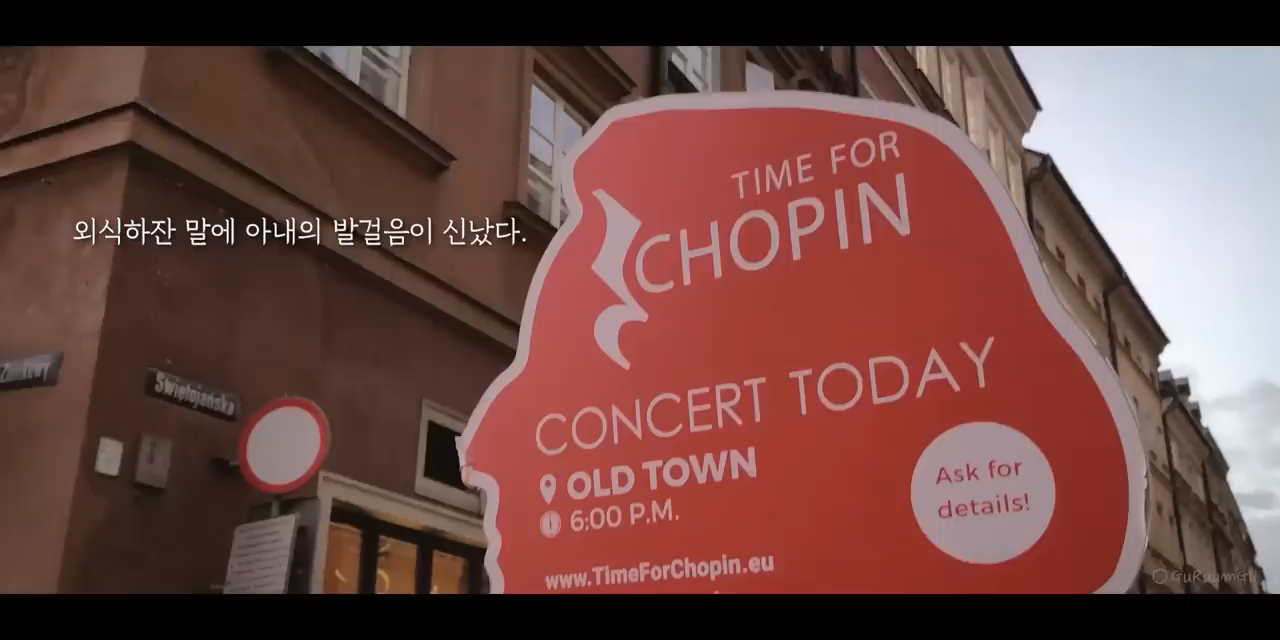 외식하잔 말에 아내의 발걸음이 신났다.
TIME FOR
CHOPIN
CONCERT TODAY
OLD TOWN
6:00 P.M.
www.TimeForChopin.eu
Ask for
details!
Świętojańska